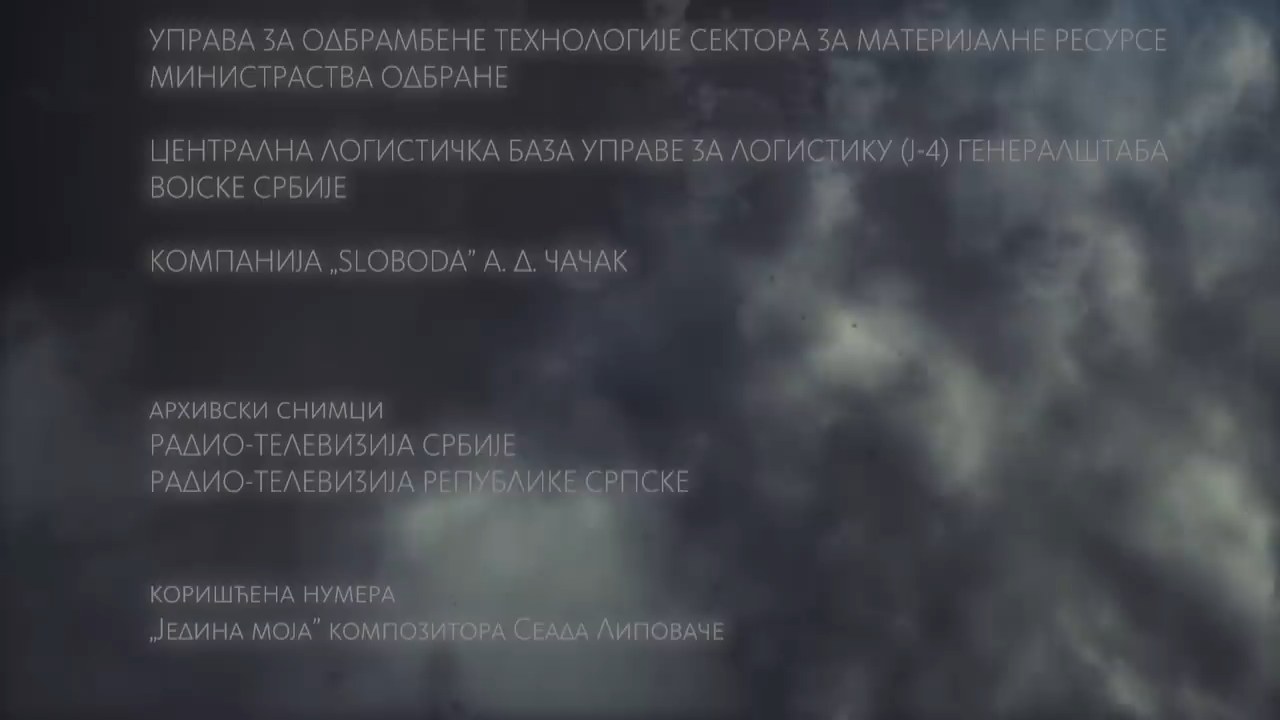 УПРАВА ЗА ОДБРАМБЕНЕ ТЕХНОЛОГИЈЕ СЕКТОРА ЗА МАТЕРИЈАЛНЕ РЕСУРСЕ
МИНИСТРАСТВА ОДБРАНЕ
ЦЕНТРАЛНА ЛОГИСТИЧКА БАЗА УПРАВЕ ЗА ЛОГИСТИКУ (Ј-4) ГЕНЕРАЛШТАБА
ВОЈСКЕ СРБИЈЕ
КОМПАНИЈА „SLOBODA” А. Д. ЧАЧАК
АРХИВСКИ СНИМЦИ
РАДИО-ТЕЛЕВИЗИЈА СРБИЈЕ
РАДИО-ТЕЛЕВИЗИЈА РЕПУБЛИКЕ СРПСКЕ
КОРИШЋЕНА НУМЕРА
„ЈЕДИНА МОЈА” КОМПОЗИТОРА СЕАДА ЛИПОВАЧЕ